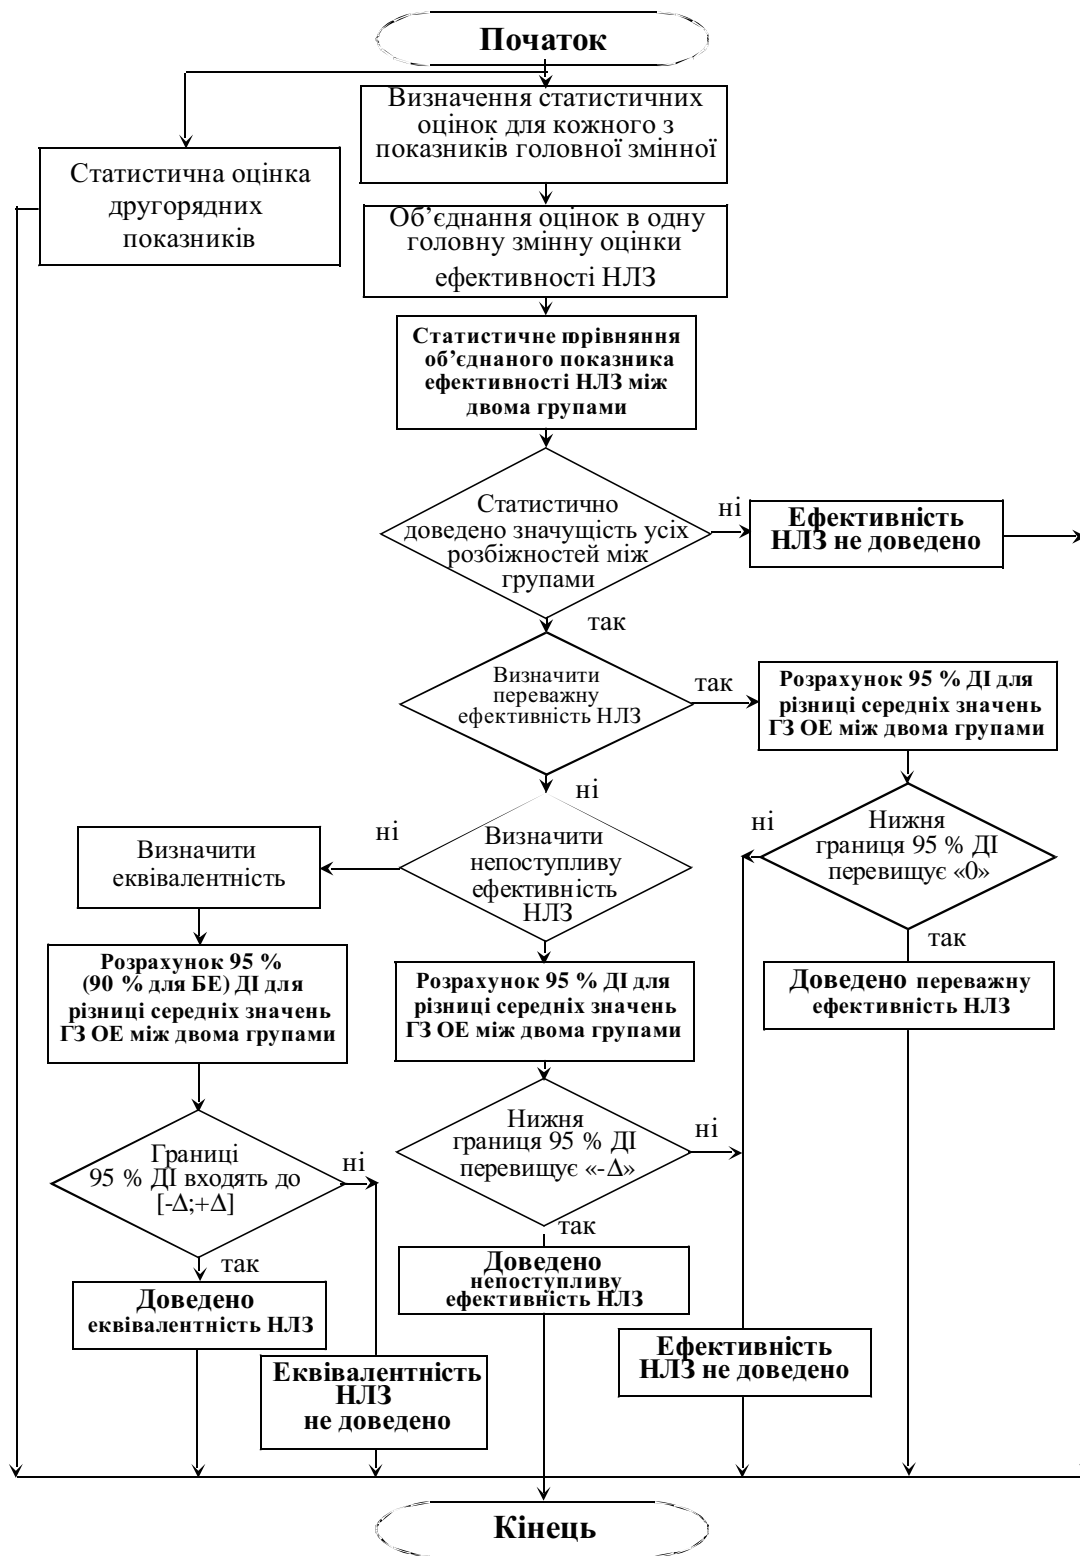 Початок
Визначення статистичних
оцінок для кожного з
показників головної змінної
Статистична оцінка
другорядних
показників
Об’єднання оцінок в одну
головну змінну оцінки
ефективності НЛЗ
Статистичне порівняння
об’єднаного показника
ефективності НЛЗ між
двома групами
Статистично
доведено значущість усіх
розбіжностей між
групами
ні
Ефективність
НЛЗ не доведено
так
Визначити
переважну
ефективність НЛЗ
так
Розрахунок 95 % ДІ для
різниці середніх значень
ГЗ ОЕ між двома групами
ні
Визначити
непоступливу
ефективність
НЛЗ
ні
Визначити
еквівалентність
ні
Нижня
границя 95 % ДІ
перевищує «0»
так
Доведено переважну
ефективність НЛЗ
Розрахунок 95 %
(90 % для БЕ) ДІ для
різниці середніх значень
ГЗ ОЕ між двома групами
Розрахунок 95 % ДІ для
різниці середніх значень
ГЗ ОЕ між двома групами
Границі
95 % ДІ входять до
[-Δ;+Δ]
ні
так
Нижня
границя 95 % ДІ
перевищує «-Δ»
ні
так
Доведено
еквівалентність НЛЗ
Доведено
непоступливу
ефективність НЛЗ
Еквівалентність
НЛЗ
не доведено
Ефективність
НЛЗ не доведено
Кінець